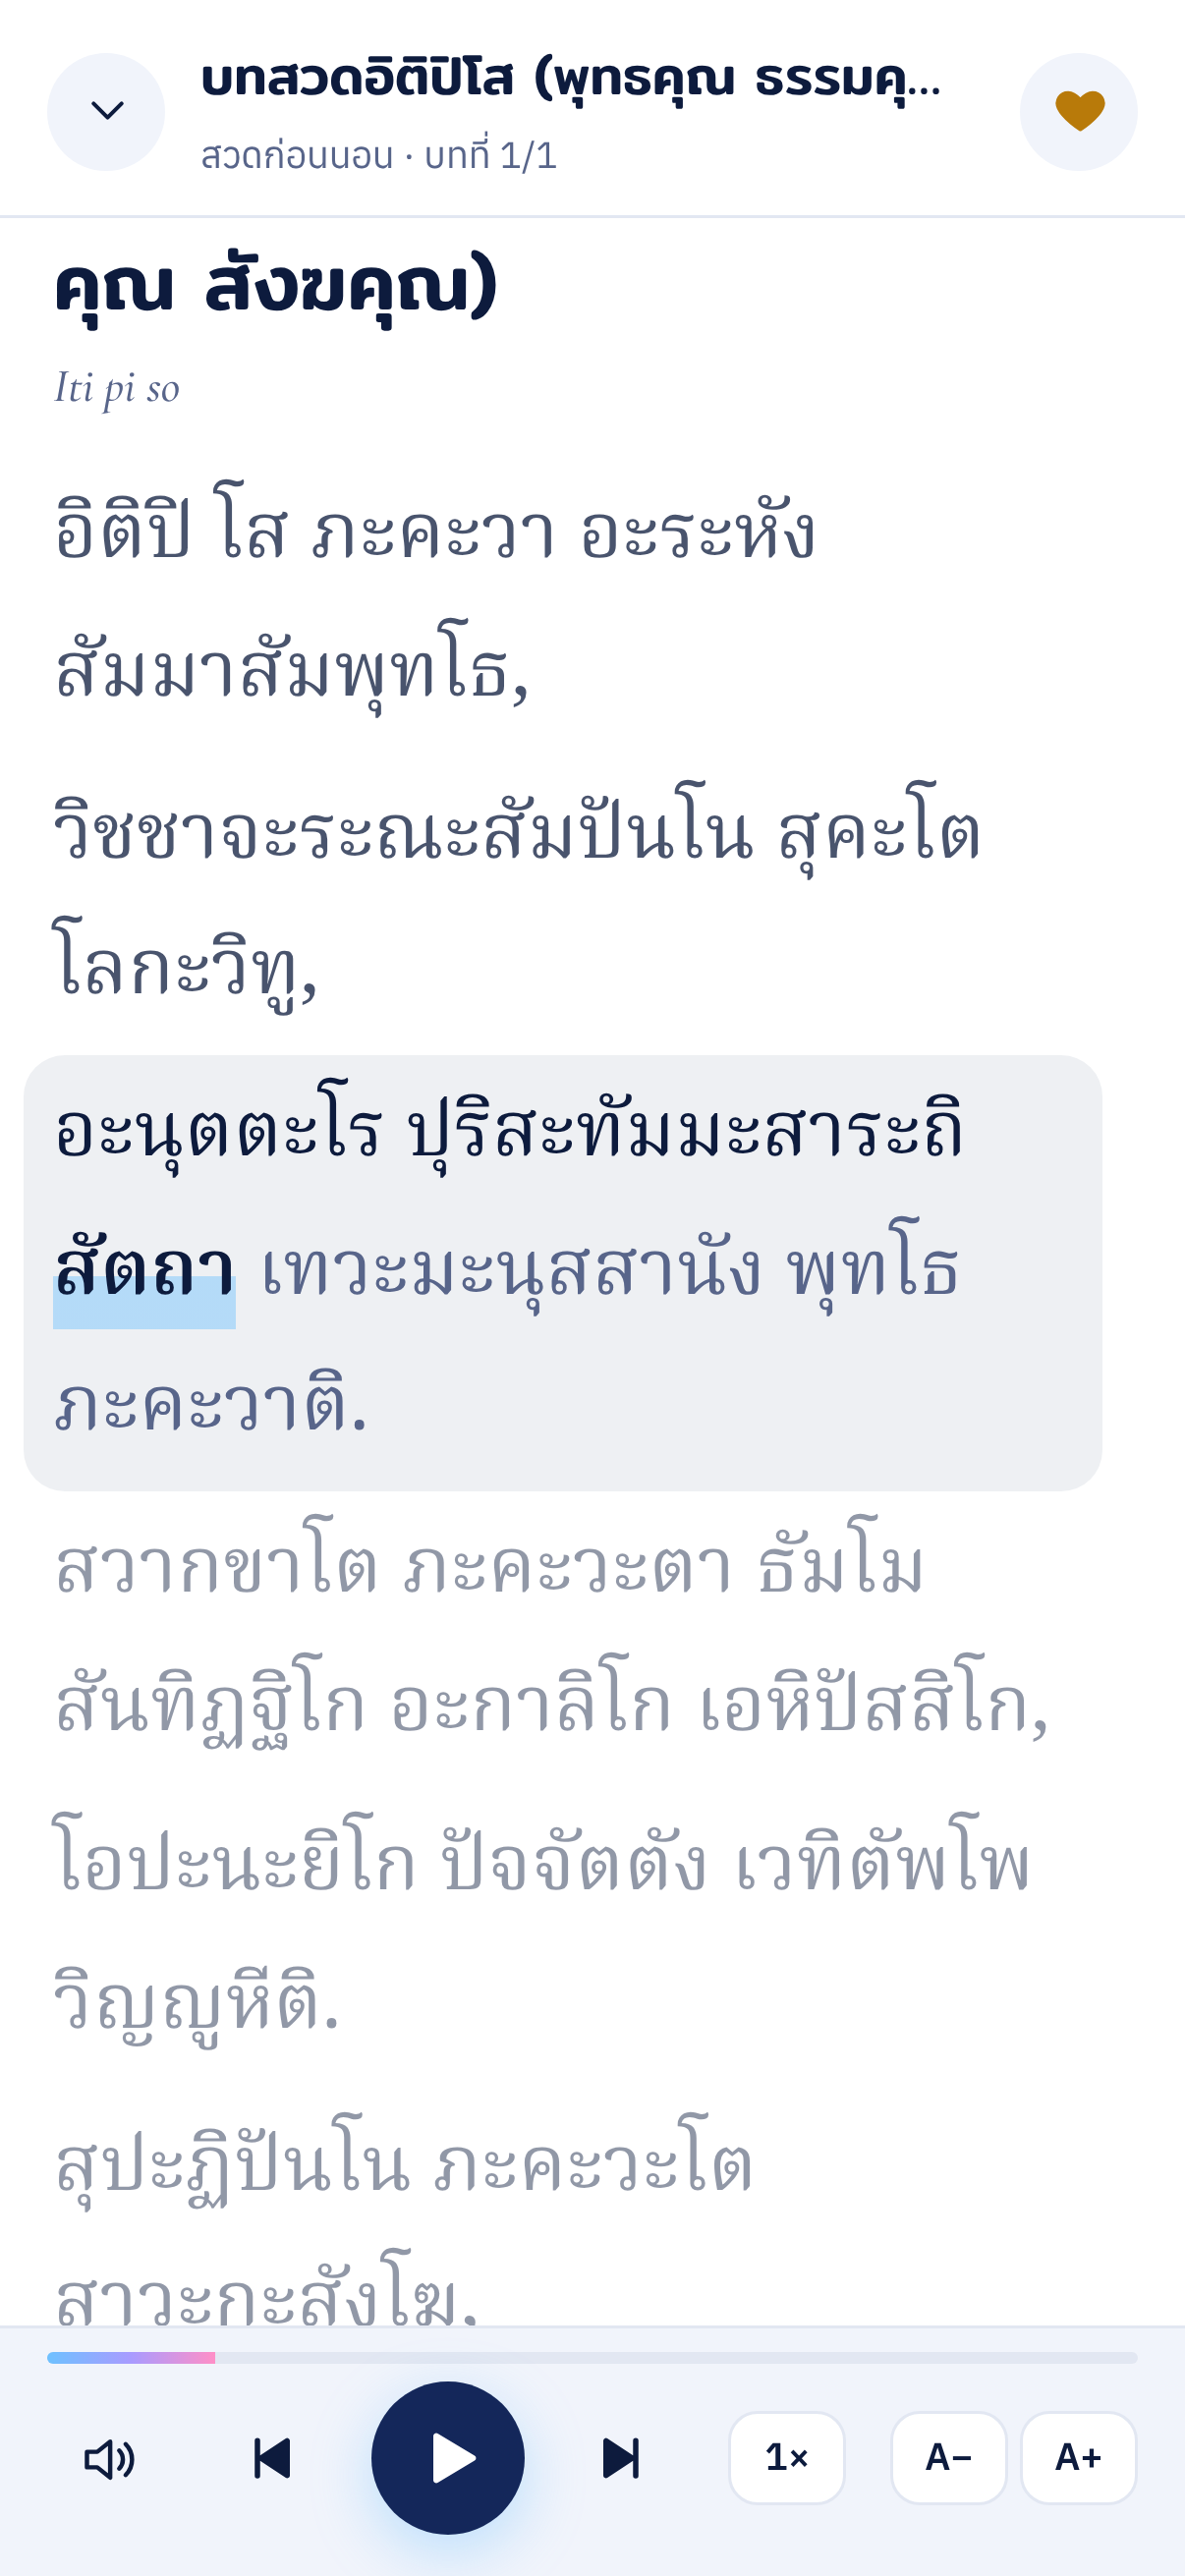 บทสวดอิติปิโส (พุทธคุณ ธรรมคุ...
สวดก่อนนอน · บทที่ 1/1
คุณ สังฆคุณ)
Iti pi so
อิติปิ โส ภะคะวา อะระหัง
สัมมาสัมพุทโธ,
วิชชาจะระณะสัมปันโน สุคะโต
โลกะวิทู,
อะนุตตะโร ปุริสะทัมมะสาระถิ
สัตถา เทวะมะนุสสานัง พุทโธ
ภะคะวาติ.
สวากขาโต ภะคะวะตา ธัมโม
สันทิฏฐิโก อะกาลิโก เอหิปัสสิโก,
โอปะนะยิโก ปัจจัตตัง เวทิตัพโพ
วิญญูหีติ.
สุปะฏิปันโน ภะคะวะโต
สาวะกะสังโฆ,
1× A− A+